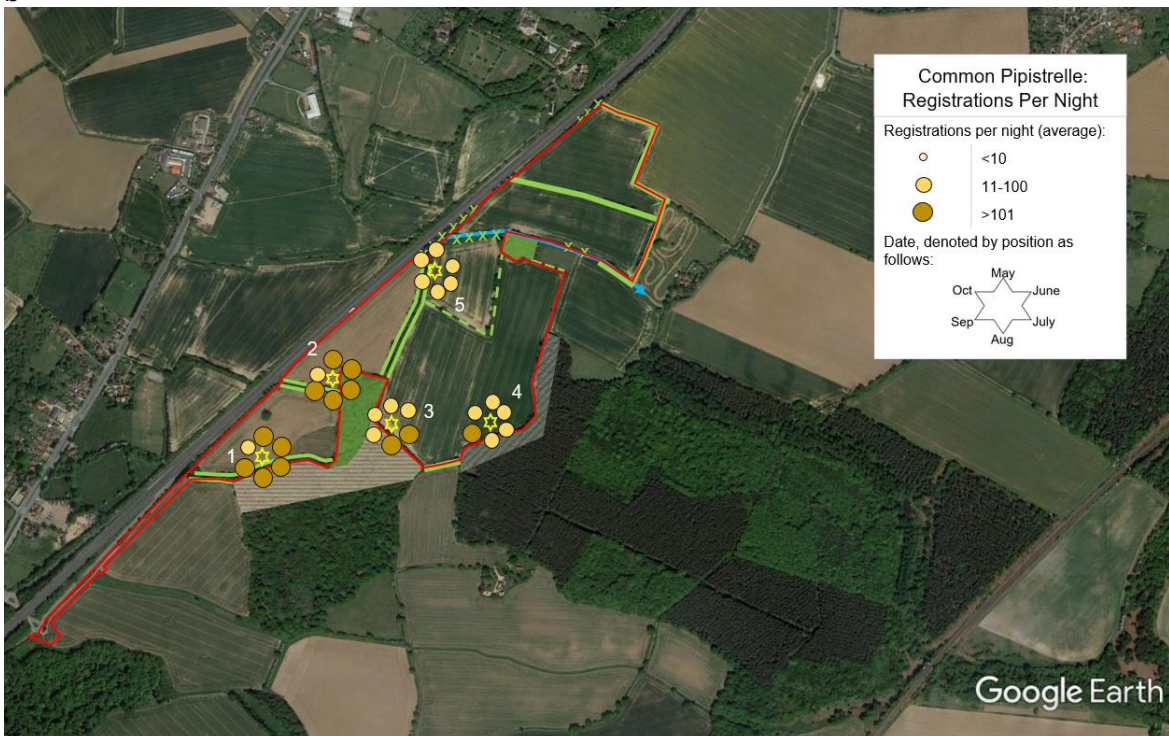 Common Pipistrelle:
Registrations Per Night
Registrations per night (average):
<10
11-100
>101
Date, denoted by position as
follows:
May
Oct
June
Sep
July
Aug
5
2
3
4
1
Google Earth